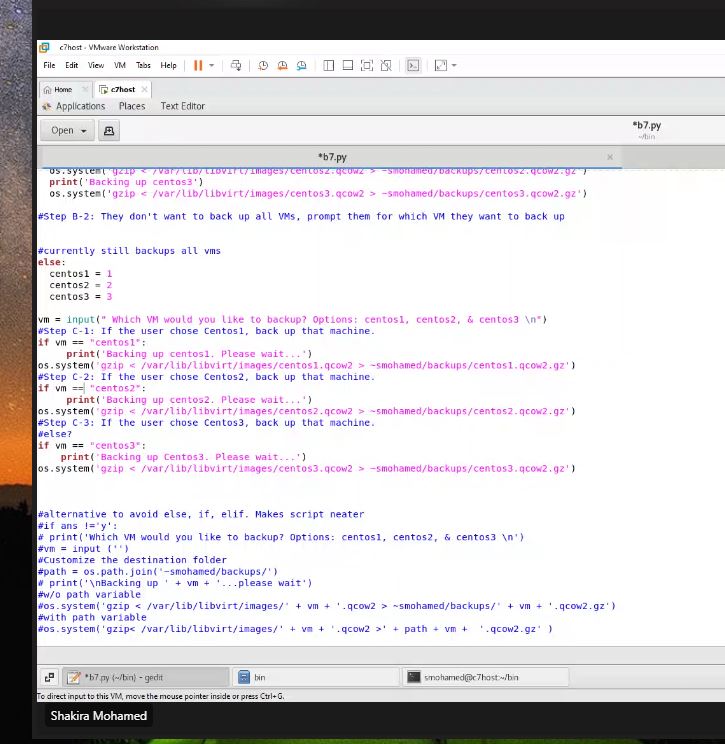 c7host - VMware Workstation
File Edit View VM Tabs Help
Home c7host
Applications Places Text Editor
Open *b7.py
~/bin
*b7.py
os.system('gzip < /var/lib/libvirt/images/centos2.qcow2 > ~smohamed/backups/centos2.qcow2.gz')
print('Backing up centos3')
os.system('gzip < /var/lib/libvirt/images/centos3.qcow2 > ~smohamed/backups/centos3.qcow2.gz')
#Step B-2: They don't want to back up all VMs, prompt them for which VM they want to back up
#currently still backups all vms
else:
centos1 = 1
centos2 = 2
centos3 = 3
vm = input(" Which VM would you like to backup? Options: centos1, centos2, & centos3 \n")
#Step C-1: If the user chose Centos1, back up that machine.
if vm == "centos1":
print('Backing up centos1. Please wait...')
os.system('gzip < /var/lib/libvirt/images/centos1.qcow2 > ~smohamed/backups/centos1.qcow2.gz')
#Step C-2: If the user chose Centos2, back up that machine.
if vm == "centos2":
print('Backing up centos2. Please wait...')
os.system('gzip < /var/lib/libvirt/images/centos2.qcow2 > ~smohamed/backups/centos2.qcow2.gz')
#Step C-3: If the user chose Centos3, back up that machine.
#else?
if vm == "centos3":
print('Backing up Centos3. Please wait...')
os.system('gzip < /var/lib/libvirt/images/centos3.qcow2 > ~smohamed/backups/centos3.qcow2.gz')
#alternative to avoid else, if, elif. Makes script neater
#if ans !='y':
# print('Which VM would you like to backup? Options: centos1, centos2, & centos3 \n')
#vm = input ('')
#Customize the destination folder
#path = os.path.join('~smohamed/backups/')
# print('\nBacking up ' + vm + '...please wait')
#w/o path variable
#os.system('gzip < /var/lib/libvirt/images/' + vm + '.qcow2 > ~smohamed/backups/' + vm + '.qcow2.gz')
#with path variable
#os.system('gzip< /var/lib/libvirt/images/' + vm + '.qcow2 >' + path + vm + '.qcow2.gz' )
*b7.py (~/bin) - gedit bin smohamed@c7host:~/bin
To direct input to this VM, move the mouse pointer inside or press Ctrl+G.
Shakira Mohamed